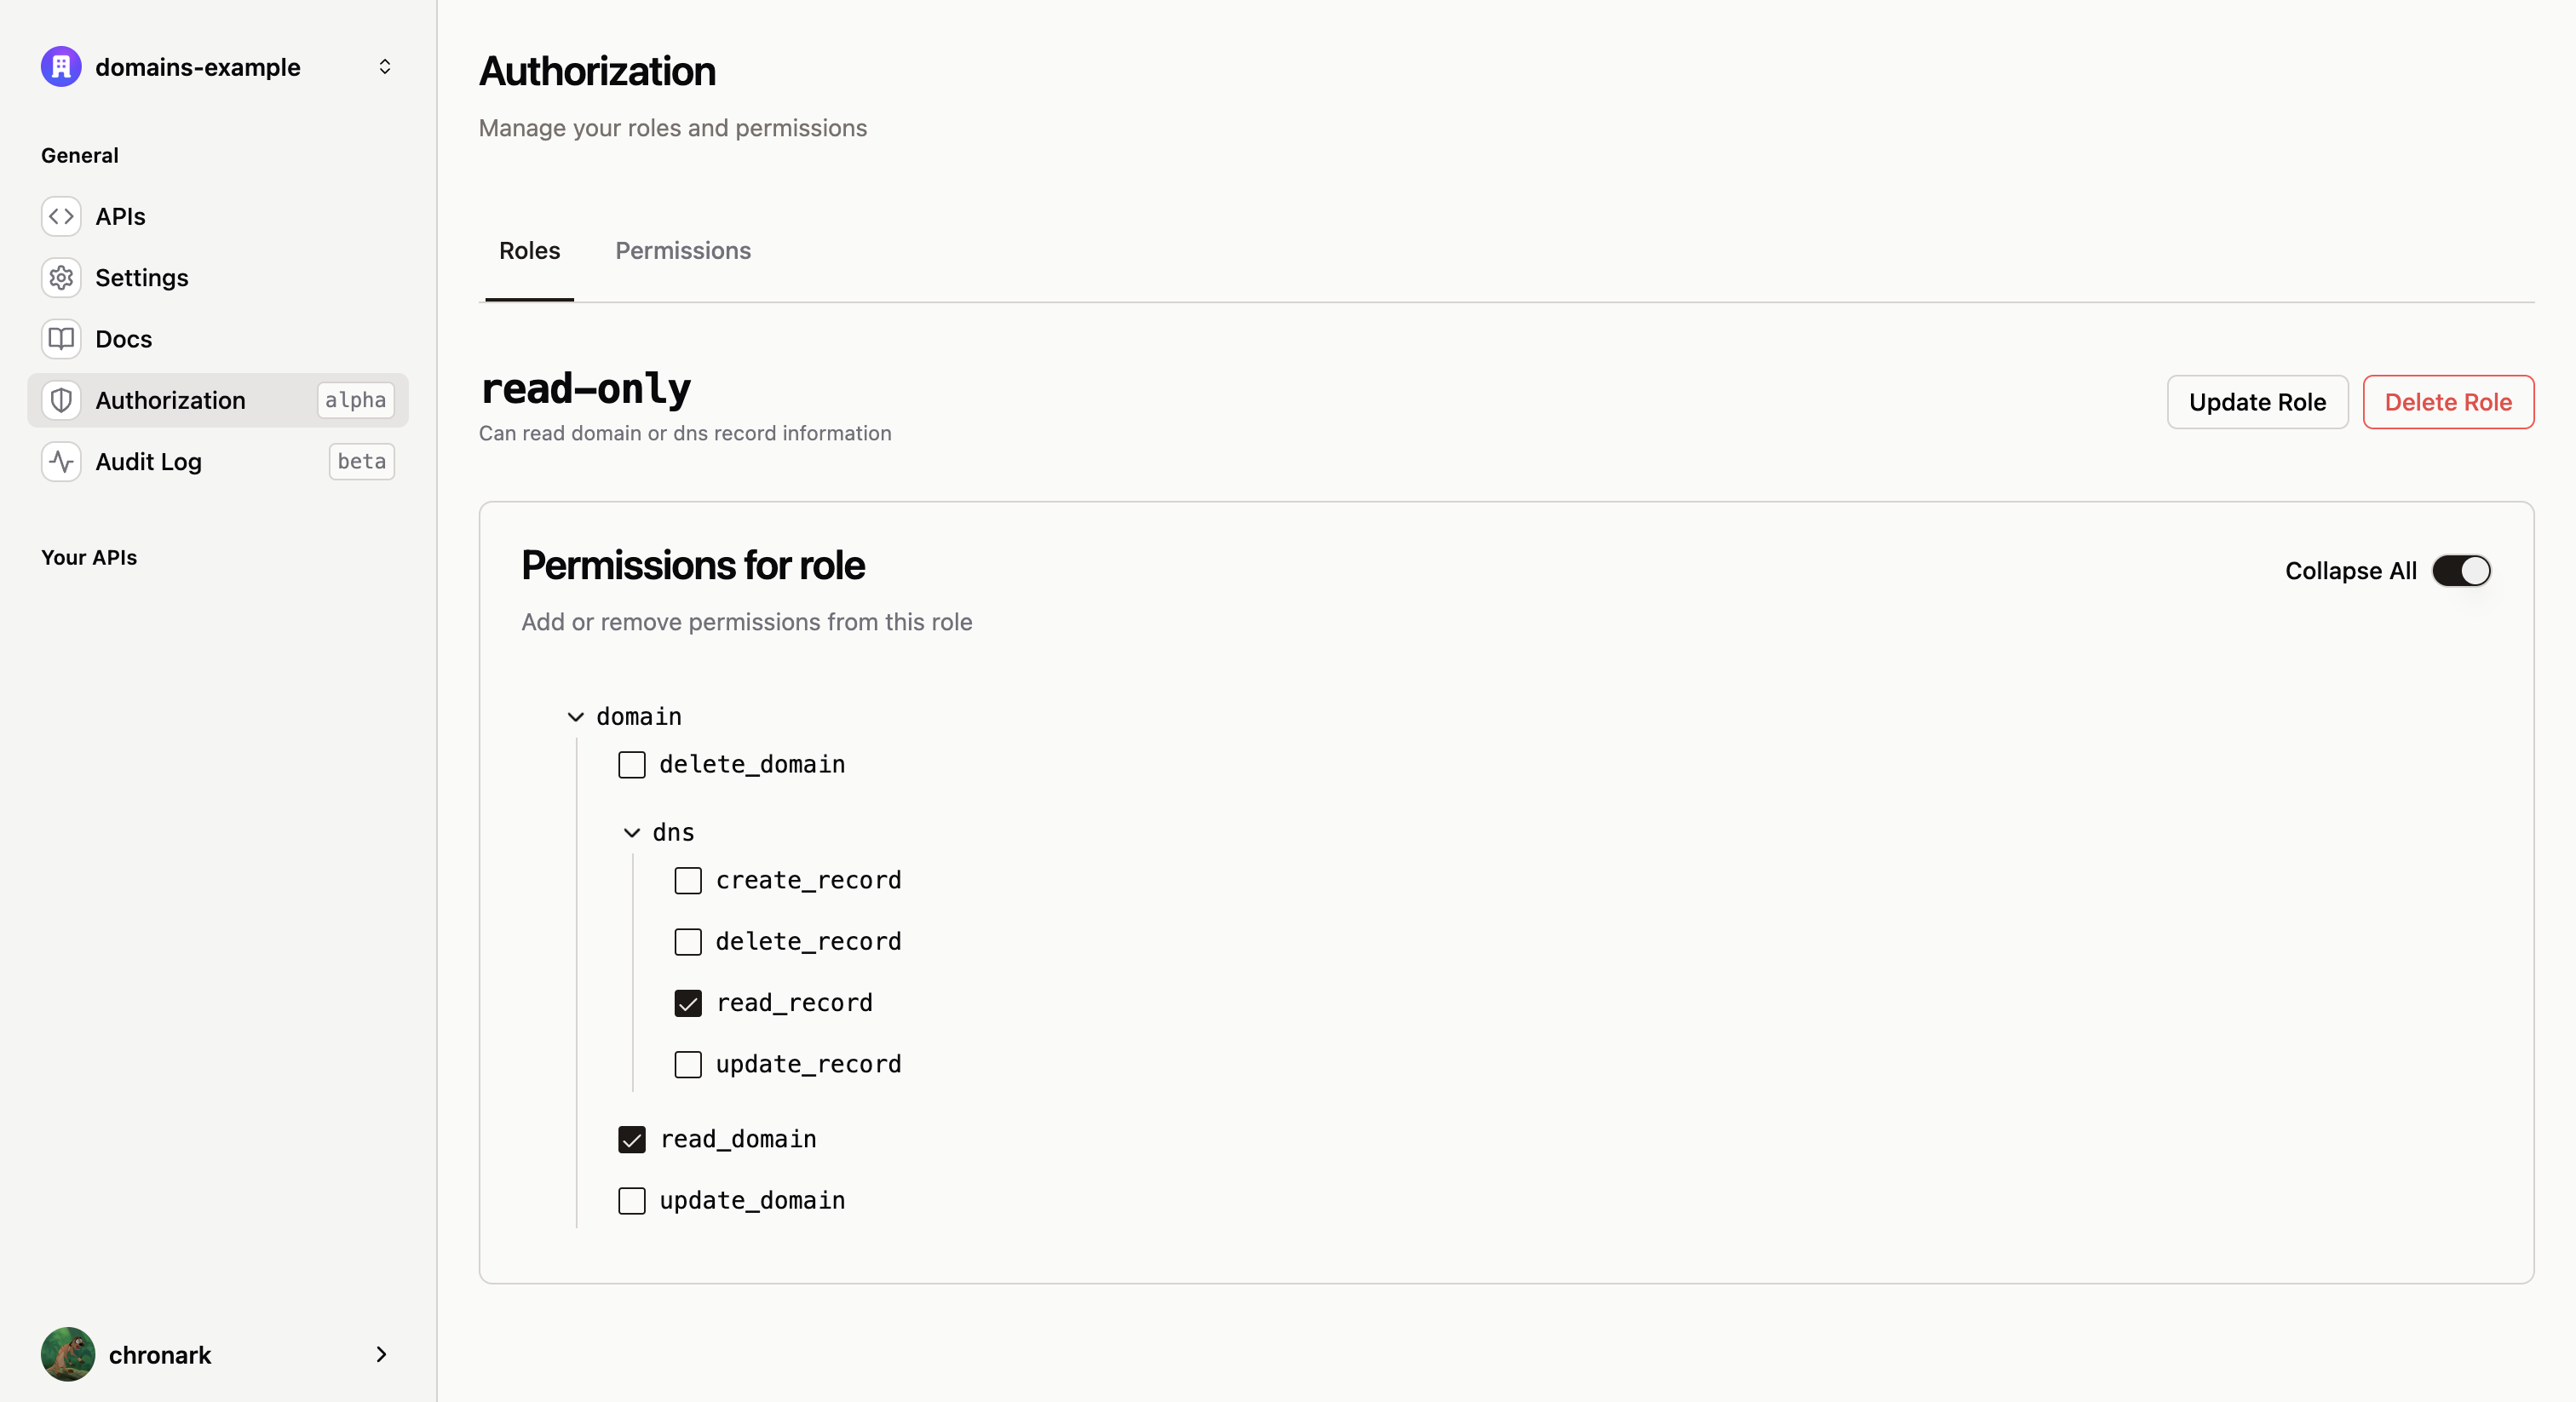 domains-example
General
APIs
Settings
Docs
Authorization alpha
Audit Log beta
Your APIs
chronark
Authorization
Manage your roles and permissions
Roles Permissions
read-only
Can read domain or dns record information
Update Role Delete Role
Permissions for role
Add or remove permissions from this role
Collapse All
domain
delete_domain
dns
create_record
delete_record
read_record
update_record
read_domain
update_domain